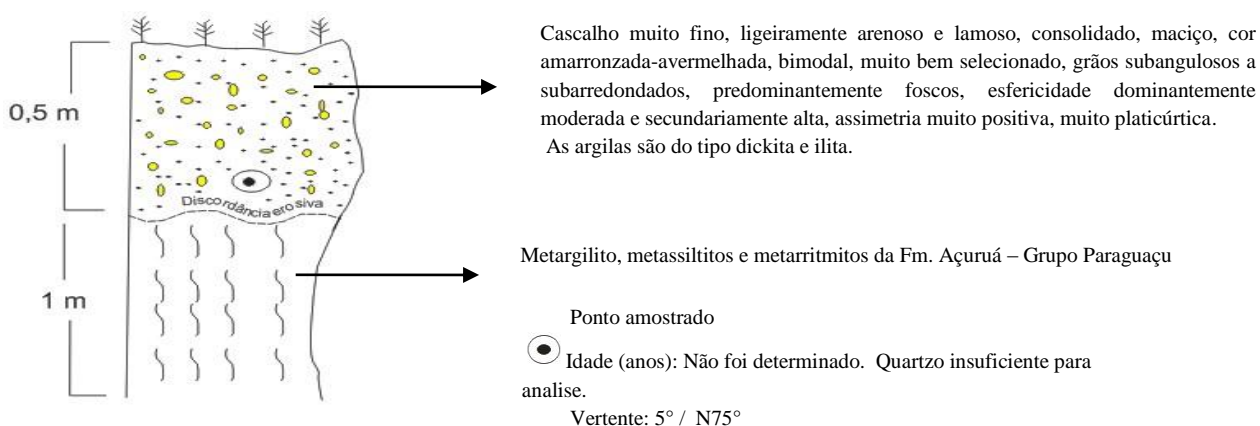 Cascalho muito fino, ligeiramente arenoso e lamoso, consolidado, maciço, cor
amarronzada-avermelhada, bimodal, muito bem selecionado, grãos subangulosos a
subarredondados, predominantemente foscos, esfericidade dominantemente
moderada e secundariamente alta, assimetria muito positiva, muito platicúrtica.
As argilas são do tipo dickita e ilita.
0,5 m
Discordância erosiva
Metargilito, metassiltitos e metarritmitos da Fm. Açuruá – Grupo Paraguaçu
1 m
Ponto amostrado
Idade (anos): Não foi determinado. Quartzo insuficiente para
analise.
Vertente: 5° / N75°